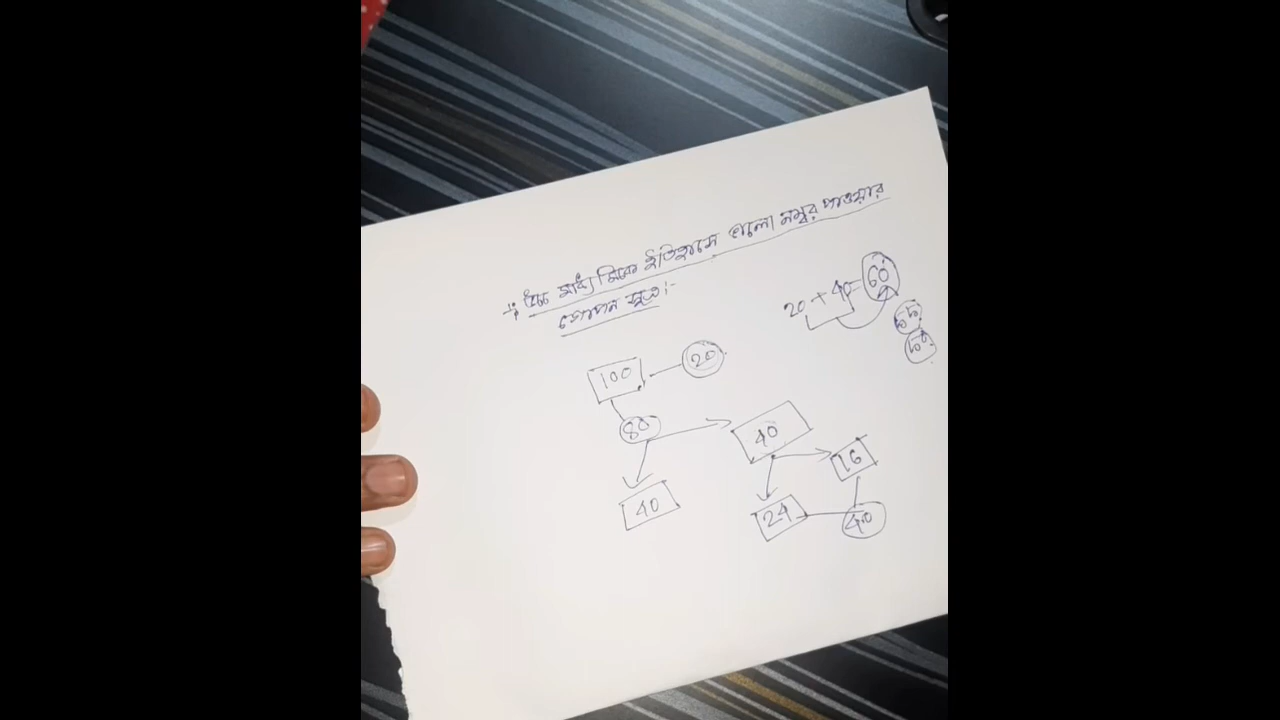 উচ্চ মাধ্যমিকে ইতিহাসে ভালো নম্বর পাওয়ার
গোপন সূত্র :-
20 + 40 = 60
100
20
80
40
40
16
24
40